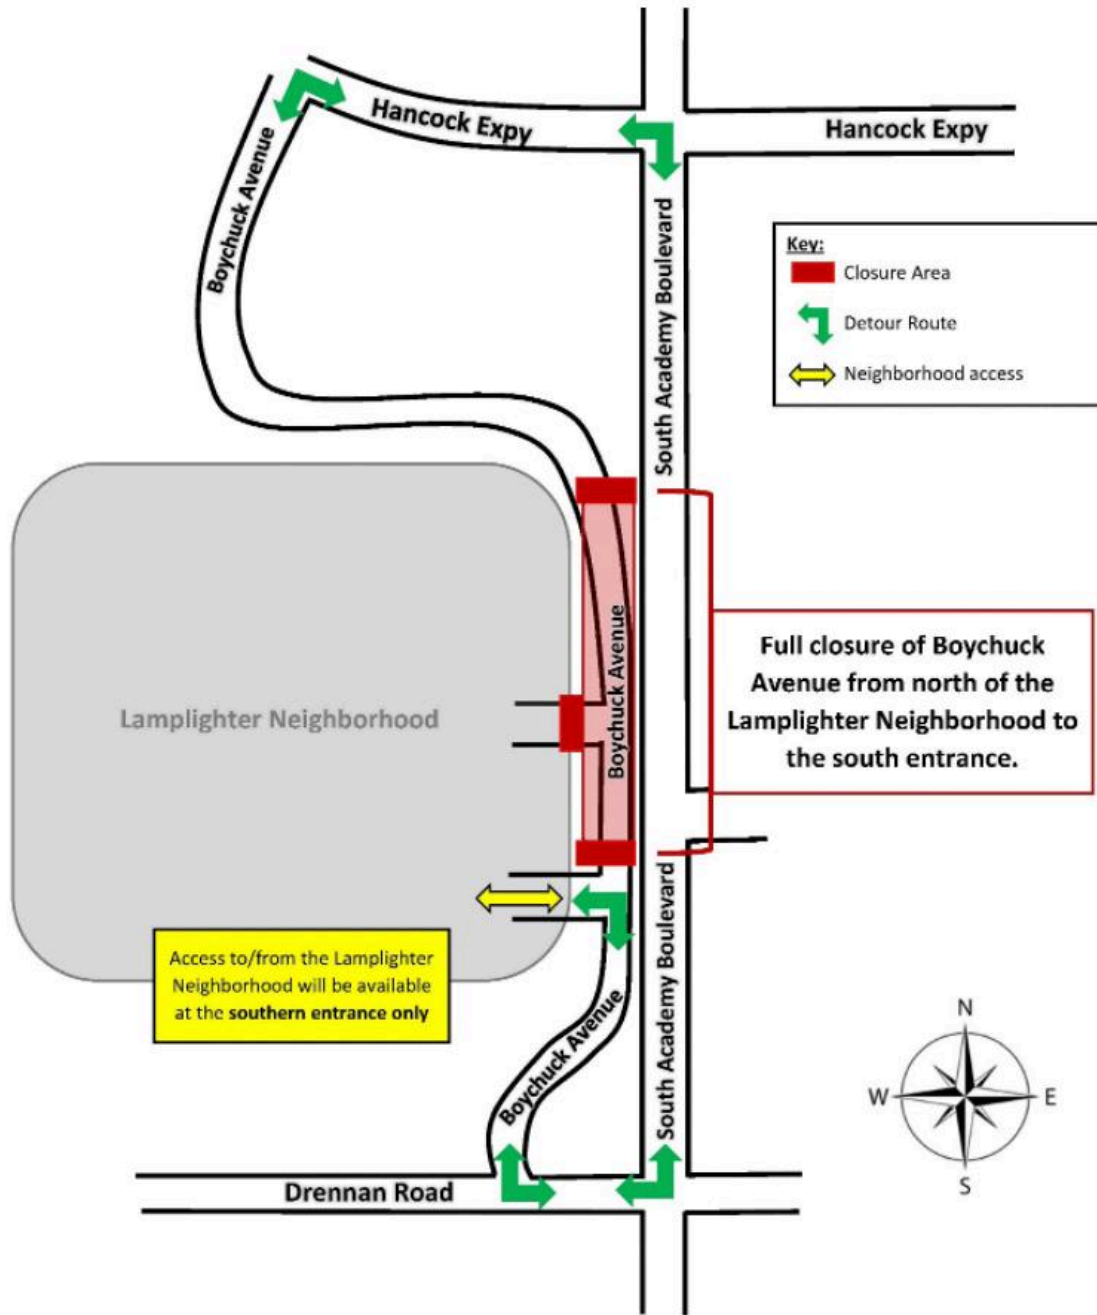 Hancock Expy
Hancock Expy
Boychuck Avenue
South Academy Boulevard
Key:
Closure Area
Detour Route
Neighborhood access
Lamplighter Neighborhood
Boychuck Avenue
Full closure of Boychuck
Avenue from north of the
Lamplighter Neighborhood to
the south entrance.
Access to/from the Lamplighter
Neighborhood will be available
at the southern entrance only
Boychuck Avenue
South Academy Boulevard
N
W
E
S
Drennan Road